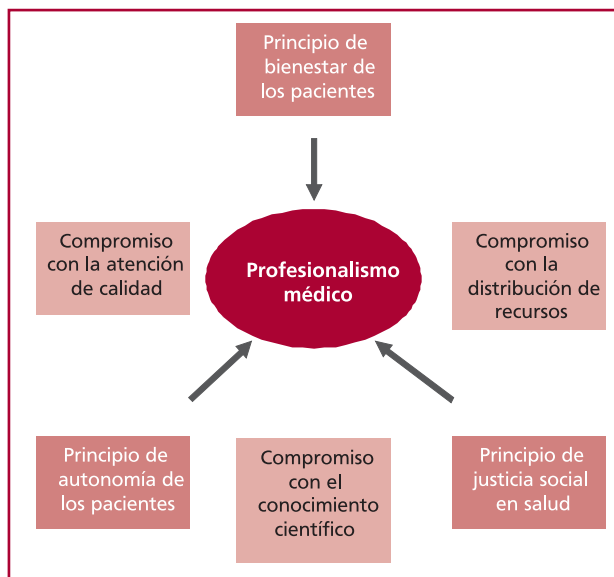 Principio de
bienestar de
los pacientes
Compromiso
con la atención
de calidad
Profesionalismo
médico
Compromiso
con la
distribución de
recursos
Principio de
autonomía de
los pacientes
Compromiso
con el
conocimiento
científico
Principio de
justicia social
en salud